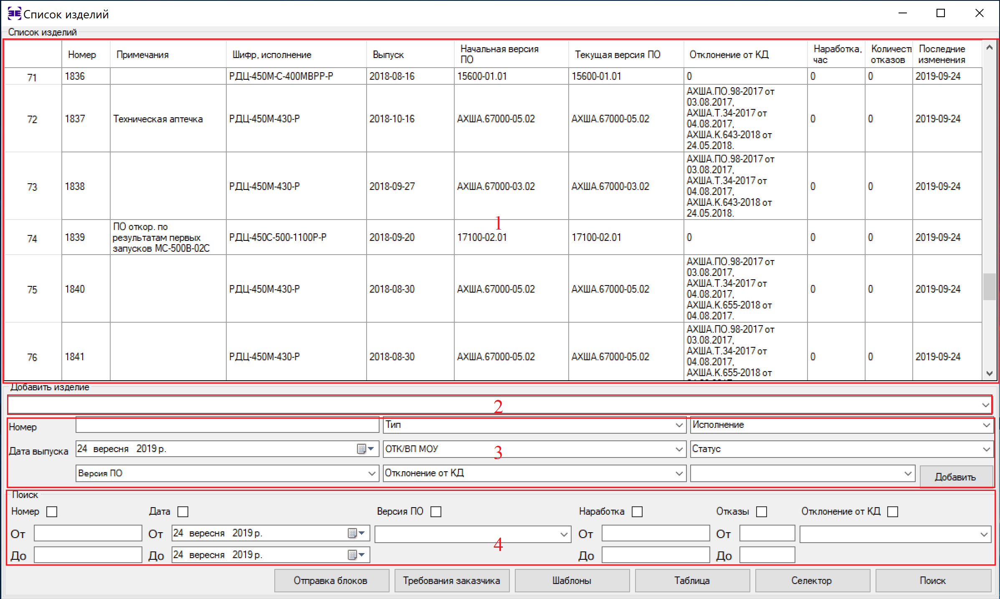 Список изделий
Список изделий
Номер Примечания Шифр, исполнение Выпуск Начальная версия ПО Текущая версия ПО Отклонение от КД Наработка, час Количест отказов Последние изменения
71 1836 РДЦ-450М-С-400МВРР-Р 2018-08-16 15600-01.01 15600-01.01 0 0 0 2019-09-24
72 1837 Техническая аптечка РДЦ-450М-430-Р 2018-10-16 АХША.67000-05.02 АХША.67000-05.02 АХША.ПО.98-2017 от
03.08.2017,
АХША.Т.34-2017 от
04.08.2017,
АХША.К.643-2018 от
24.05.2018. 0 0 2019-09-24
73 1838 РДЦ-450М-430-Р 2018-09-27 АХША.67000-03.02 АХША.67000-03.02 АХША.ПО.98-2017 от
03.08.2017,
АХША.Т.34-2017 от
04.08.2017,
АХША.К.643-2018 от
24.05.2018. 0 0 2019-09-24
1
74 1839 ПО откор. по
результатам первых
запусков МС-500В-02С РДЦ-450С-500-1100Р-Р 2018-09-20 17100-02.01 17100-02.01 0 0 0 2019-09-24
75 1840 РДЦ-450М-430-Р 2018-08-30 АХША.67000-05.02 АХША.67000-05.02 АХША.ПО.98-2017 от
03.08.2017,
АХША.Т.34-2017 от
04.08.2017,
АХША.К.655-2018 от
04.08.2017. 0 0 2019-09-24
76 1841 РДЦ-450М-430-Р 2018-08-30 АХША.67000-05.02 АХША.67000-05.02 АХША.ПО.98-2017 от
03.08.2017,
АХША.Т.34-2017 от
04.08.2017,
АХША.К.655-2018 от 0 0 2019-09-24
Добавить изделие
2
Номер Тип Исполнение
Дата выпуска 24 вересня 2019 р. ОТК/ВП МОУ 3 Статус
Версия ПО Отклонение от КД Добавить
Поиск
Номер Дата Версия ПО Наработка Отказы Отклонение от КД
От От 24 вересня 2019 р. От От
4
До До 24 вересня 2019 р. До До
Отправка блоков Требования заказчика Шаблоны Таблица Селектор Поиск